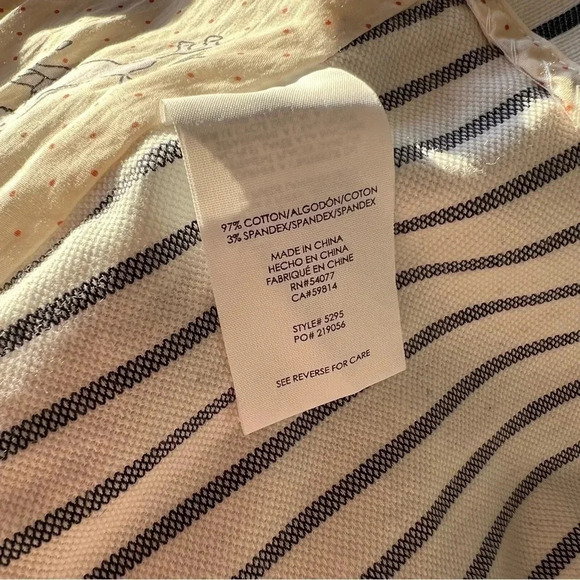 97% COTTON/ALGODÓN/COTON
3% SPANDEX/SPANDEX/SPANDEX
MADE IN CHINA
HECHO EN CHINA
FABRIQUÉ EN CHINE
RN#54077
CA#59814
STYLE# 5295
PO# 219056
SEE REVERSE FOR CARE